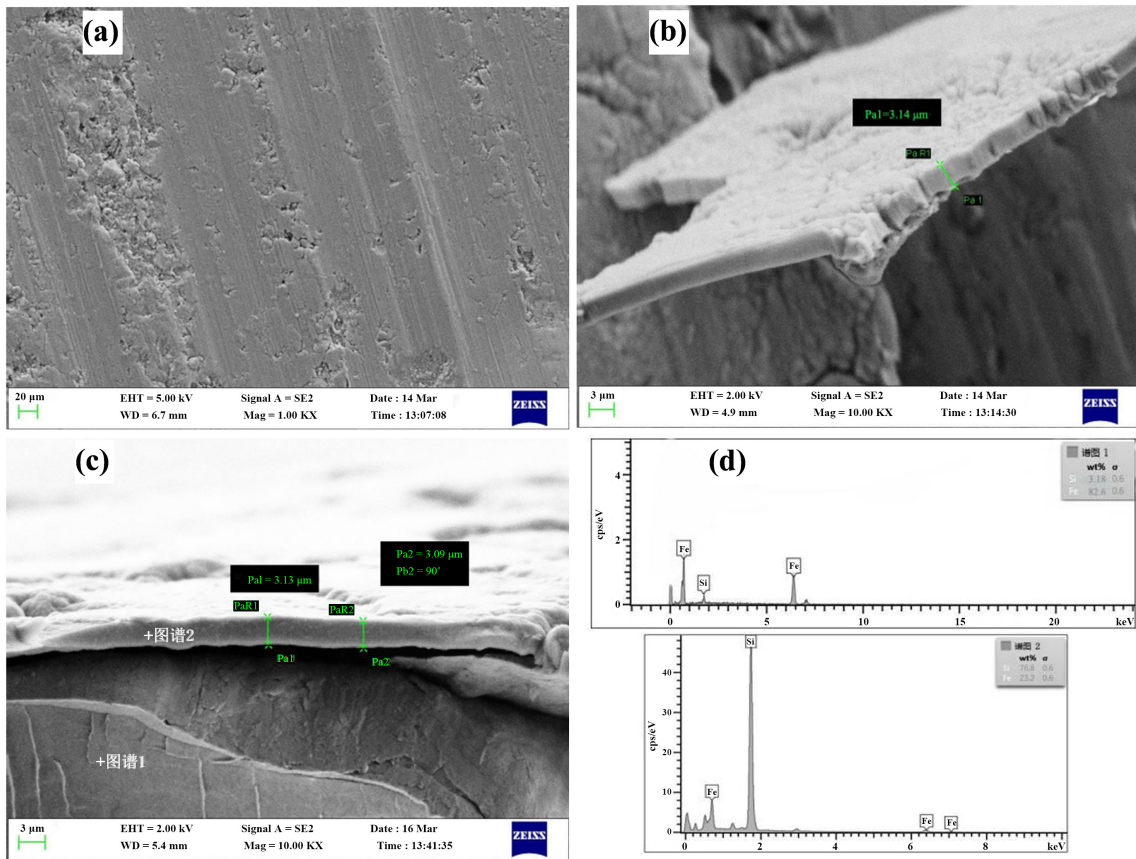 (a)
20 μm
EHT = 5.00 kV
Signal A = SE2
Date : 14 Mar
WD = 6.7 mm
Mag = 1.00 KX
Time : 13:07:08
ZEISS
(b)
Pa1=3.14 μm
Pa R1
Pa 1
3 μm
EHT = 2.00 kV
Signal A = SE2
Date : 14 Mar
WD = 4.9 mm
Mag = 10.00 KX
Time : 13:14:30
ZEISS
(c)
Pa1 = 3.13 μm
Pa2 = 3.09 μm
Pb2 = 90°
PaR1
PaR2
+图谱2
Pa1
Pa2
+图谱1
3 μm
EHT = 2.00 kV
Signal A = SE2
Date : 16 Mar
WD = 5.4 mm
Mag = 10.00 KX
Time : 13:41:35
ZEISS
(d)
谱图 1
wt% σ
Si 3.18 0.6
Fe 82.6 0.6
cps/eV
4
2
0
Fe
Si
Fe
0 5 10 15 20 keV
谱图 2
wt% σ
Si 76.8 0.6
Fe 23.2 0.6
cps/eV
40
30
20
10
0
Si
Fe
Fe
Fe
0 2 4 6 8 keV